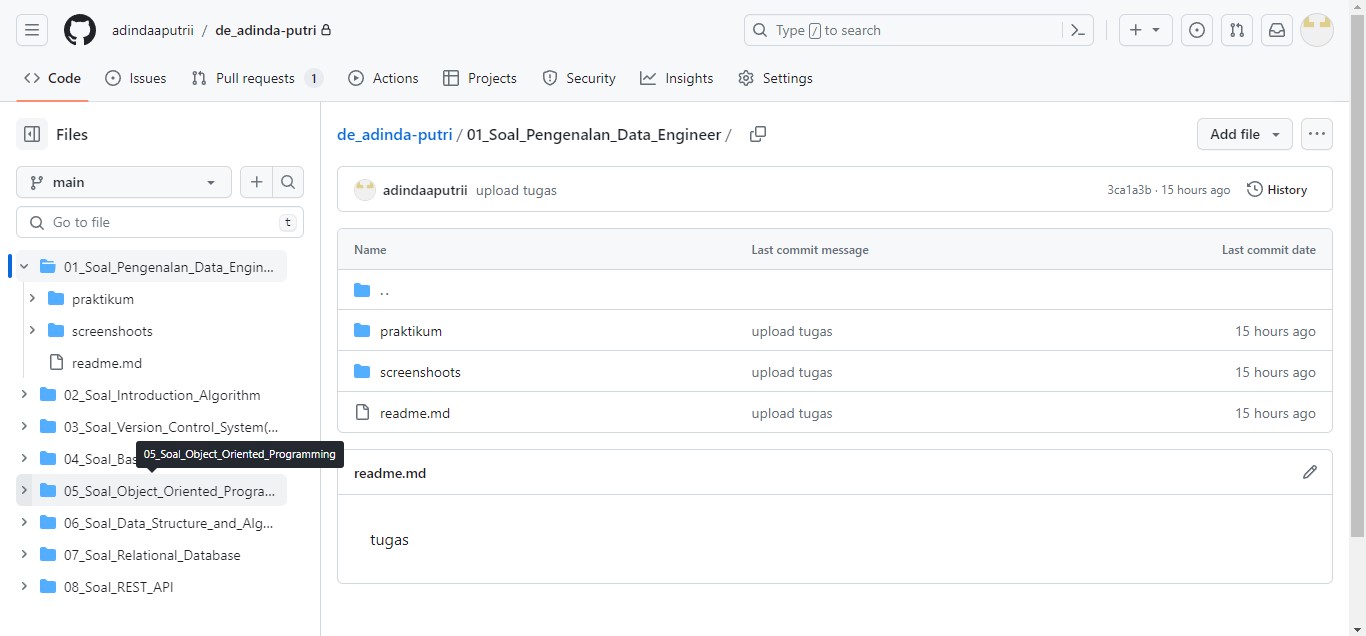 adindaaputrii / de_adinda-putri
Type / to search
Code Issues Pull requests 1 Actions Projects Security Insights Settings
Files
de_adinda-putri / 01_Soal_Pengenalan_Data_Engineer /
Add file
main
adindaaputrii upload tugas
3ca1a3b · 15 hours ago
History
Go to file
t
Name Last commit message Last commit date
01_Soal_Pengenalan_Data_Engin...
praktikum
screenshoots
readme.md
02_Soal_Introduction_Algorithm
03_Soal_Version_Control_System(...
04_Soal_Bas
05_Soal_Object_Oriented_Programming
05_Soal_Object_Oriented_Progra...
06_Soal_Data_Structure_and_Alg...
07_Soal_Relational_Database
08_Soal_REST_API
..
praktikum upload tugas 15 hours ago
screenshoots upload tugas 15 hours ago
readme.md upload tugas 15 hours ago
readme.md
tugas